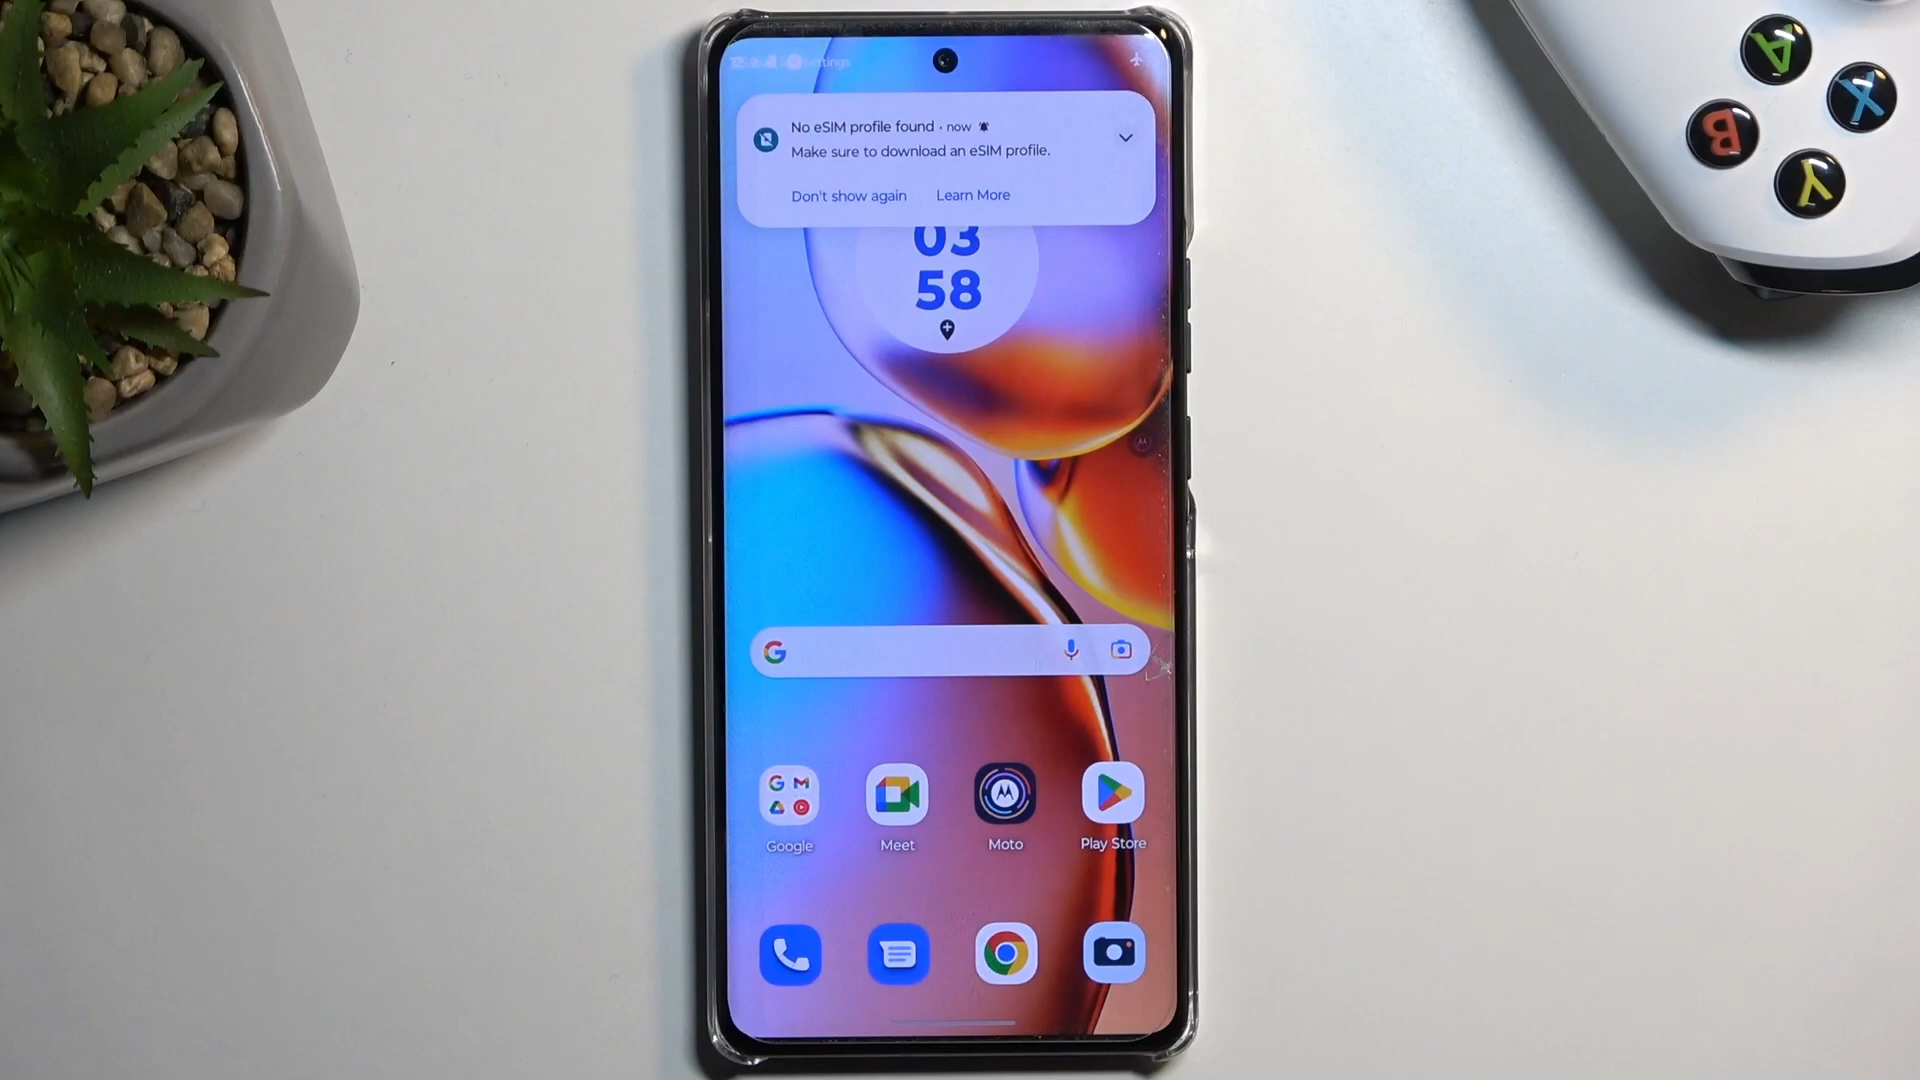 No eSIM profile found · now
Make sure to download an eSIM profile.
Don't show again Learn More
03
58
Google Meet Moto Play Store
A
X
B
Y